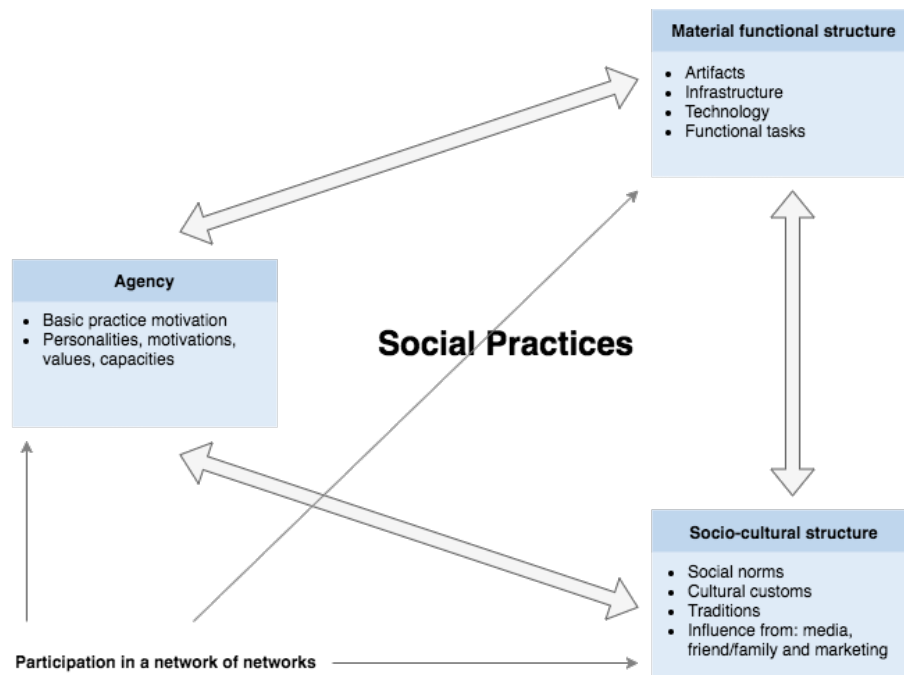 Material functional structure
• Artifacts
• Infrastructure
• Technology
• Functional tasks
Agency
• Basic practice motivation
• Personalities, motivations,
values, capacities
Social Practices
Socio-cultural structure
• Social norms
• Cultural customs
• Traditions
• Influence from: media,
friend/family and marketing
Participation in a network of networks